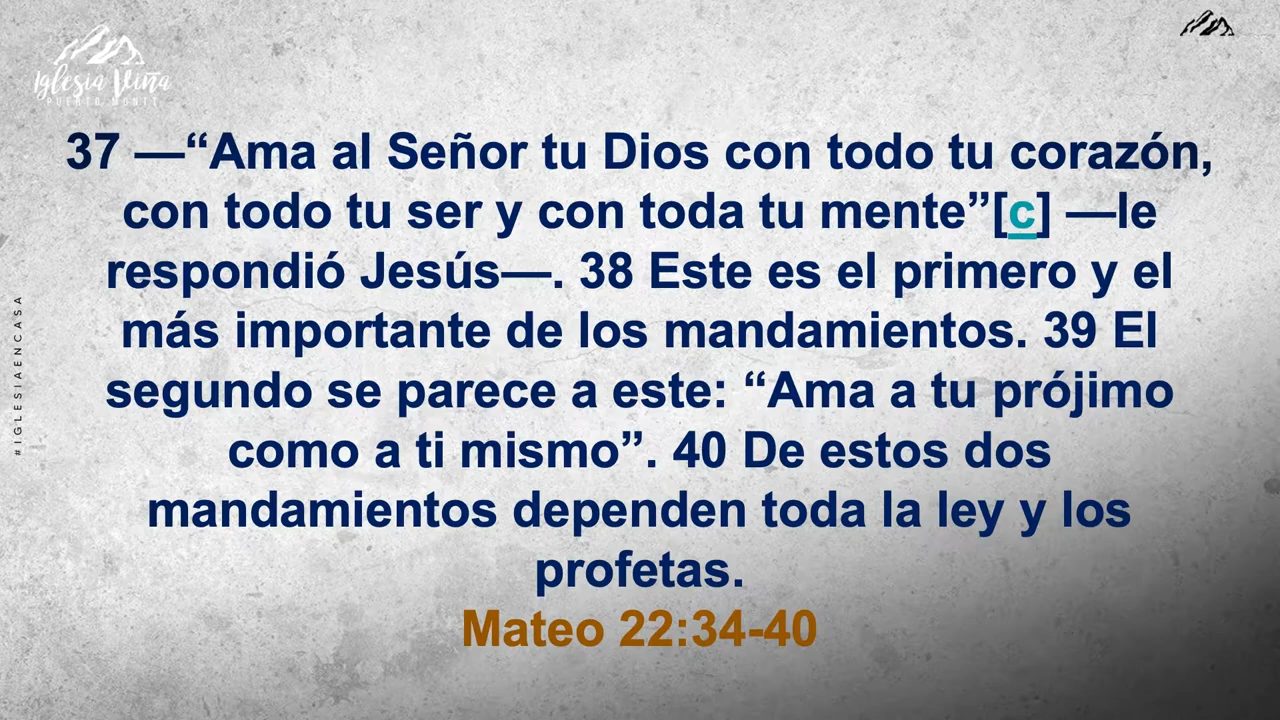 Iglesia Viña
PUERTO MONTT
#IGLESIAENCASA
37 —“Ama al Señor tu Dios con todo tu corazón,
con todo tu ser y con toda tu mente”[c] —le
respondió Jesús—. 38 Este es el primero y el
más importante de los mandamientos. 39 El
segundo se parece a este: “Ama a tu prójimo
como a ti mismo”. 40 De estos dos
mandamientos dependen toda la ley y los
profetas.
Mateo 22:34-40